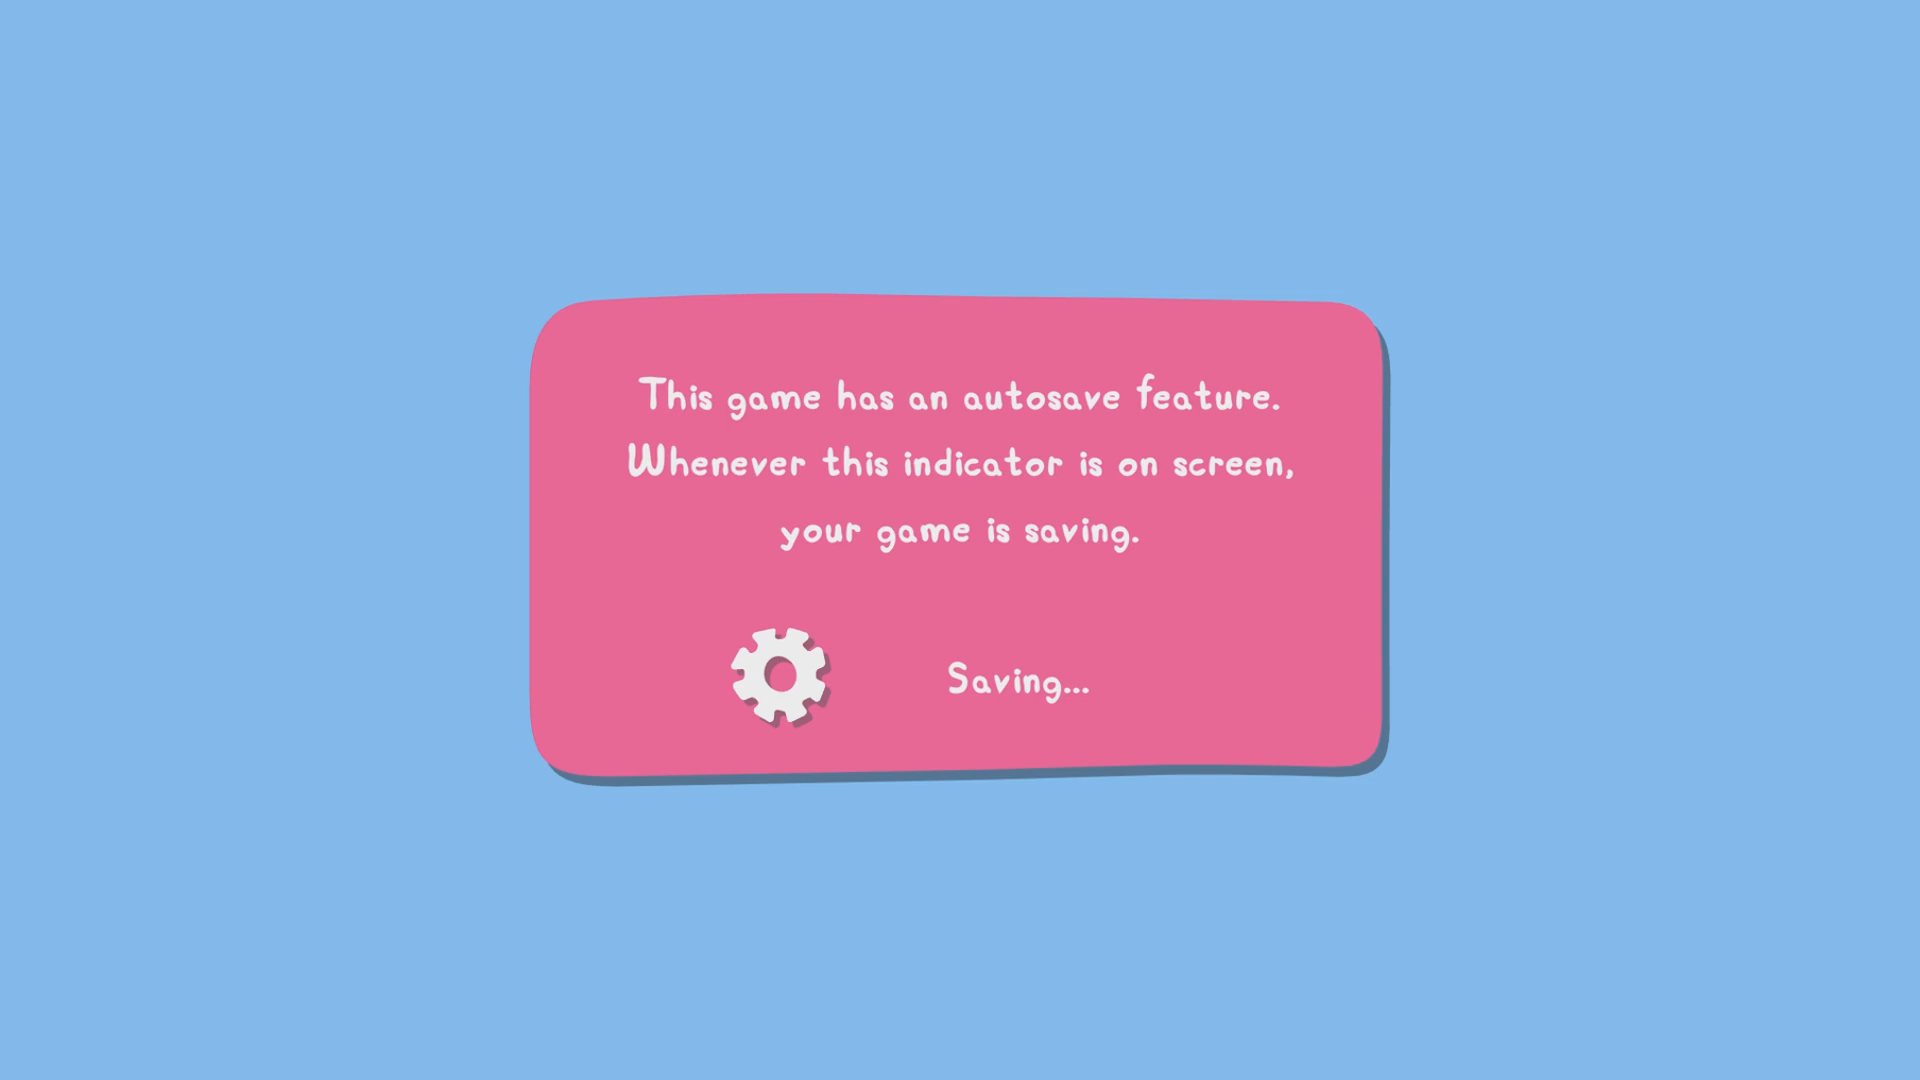 This game has an autosave feature.
Whenever this indicator is on screen,
your game is saving.
Saving...